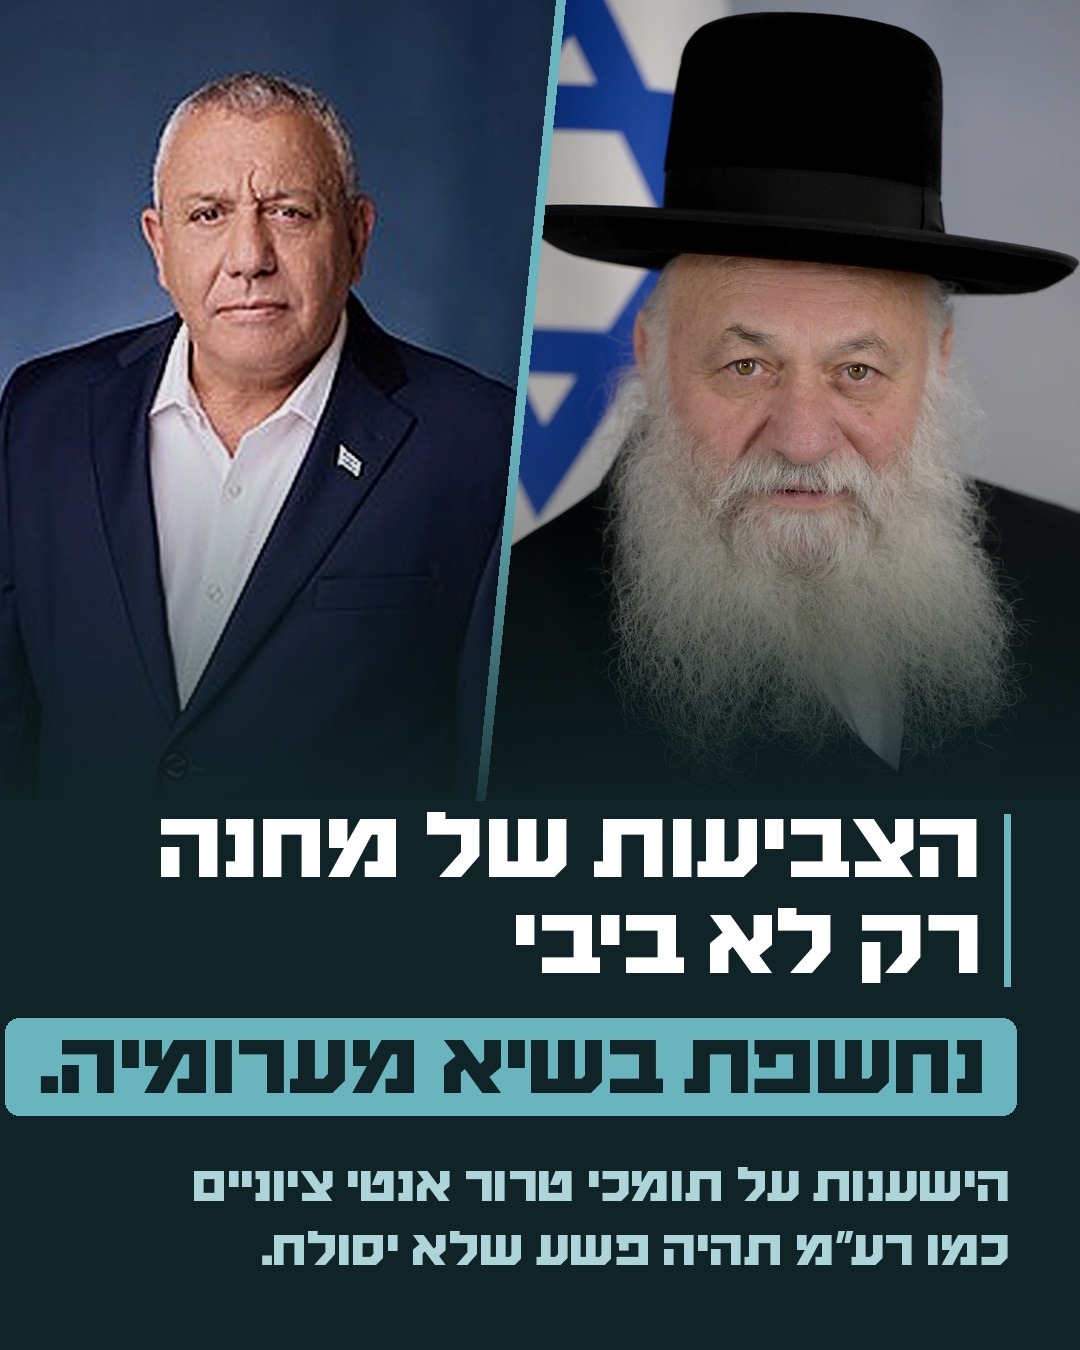 הצביעות של מחנה
רק לא ביבי
נחשפת בשיא מערומיה.
הישענות על תומכי טרור אנטי ציוניים
כמו רע"מ תהיה פשע שלא יסולח.